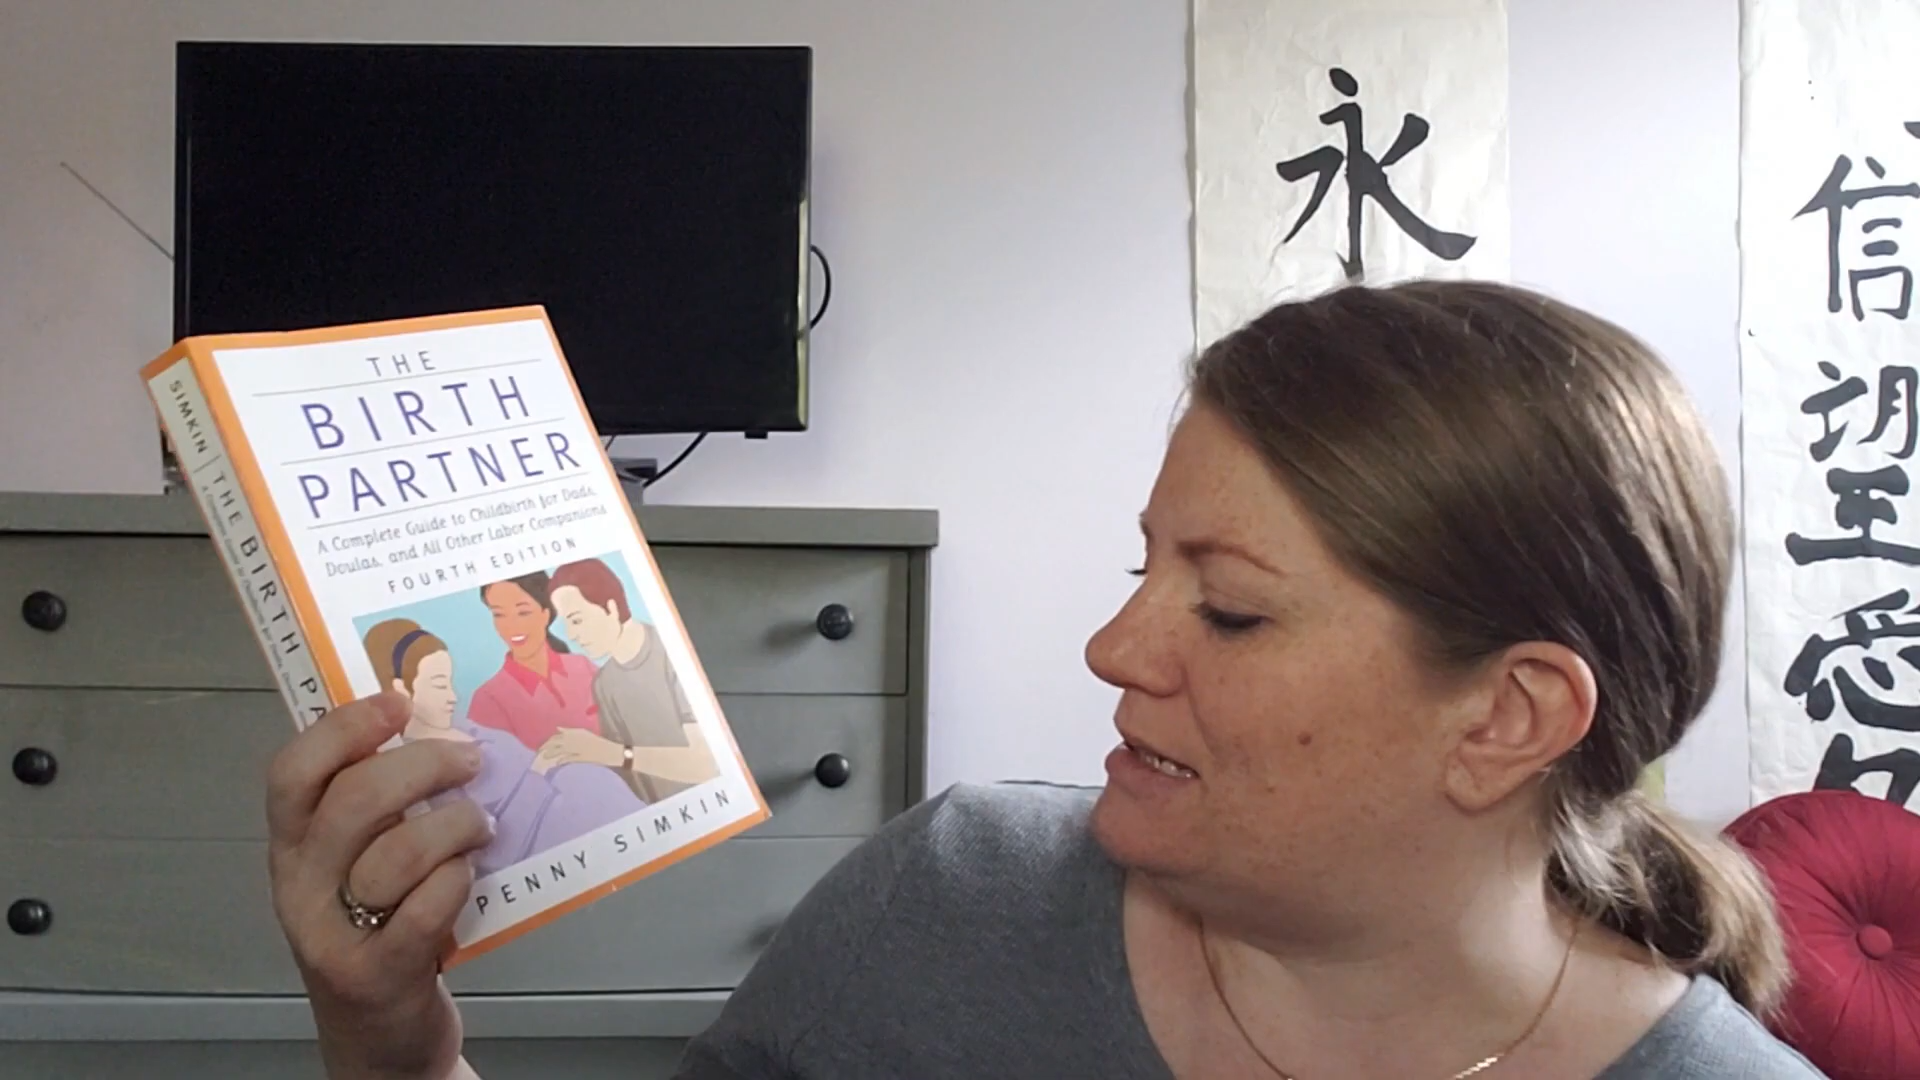 THE
BIRTH
PARTNER
A Complete Guide to Childbirth for Dads,
Doulas, and All Other Labor Companions
FOURTH EDITION
PENNY SIMKIN
SIMKIN THE BIRTH PA
永
信
望
愛